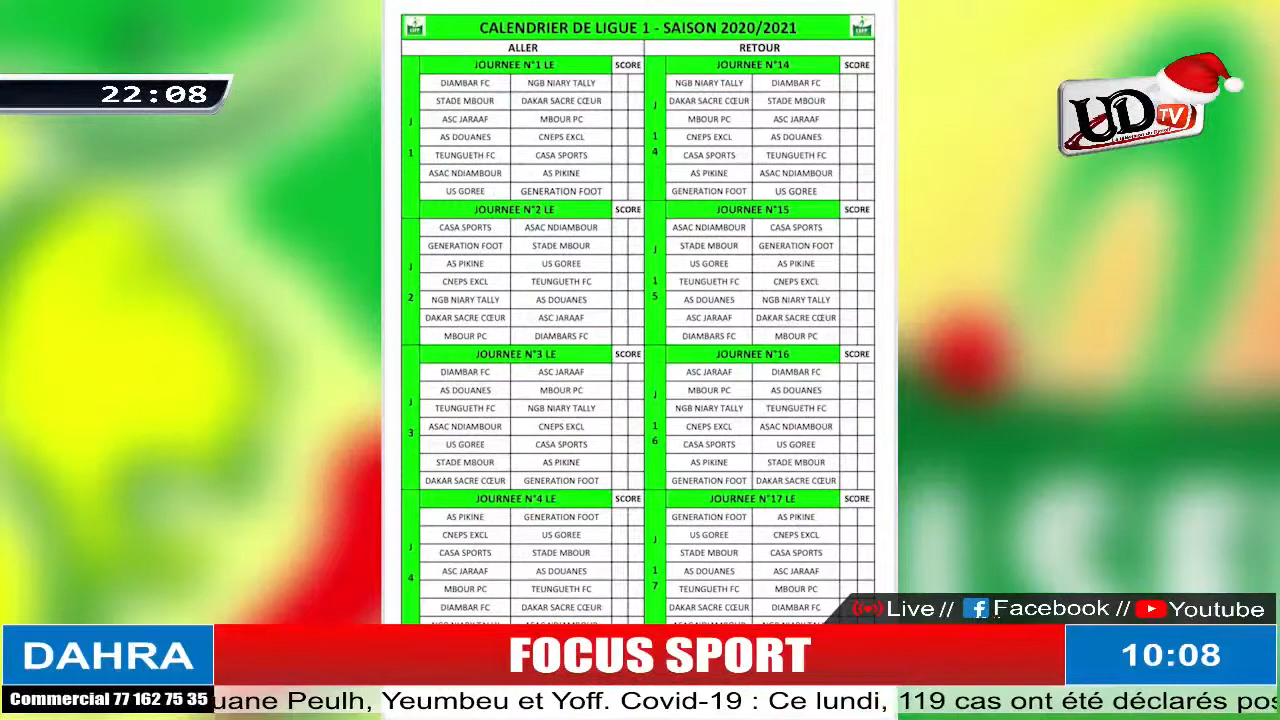 CALENDRIER DE LIGUE 1 - SAISON 2020/2021
ALLER RETOUR
JOURNEE N°1 LE SCORE JOURNEE N°14 SCORE
DIAMBAR FC NGB NIARY TALLY NGB NIARY TALLY DIAMBAR FC
STADE MBOUR DAKAR SACRE CŒUR DAKAR SACRE CŒUR STADE MBOUR
ASC JARAAF MBOUR PC MBOUR PC ASC JARAAF
AS DOUANES CNEPS EXCL CNEPS EXCL AS DOUANES
TEUNGUETH FC CASA SPORTS CASA SPORTS TEUNGUETH FC
ASAC NDIAMBOUR AS PIKINE AS PIKINE ASAC NDIAMBOUR
US GOREE GENERATION FOOT GENERATION FOOT US GOREE
J 1 J 1 4
JOURNEE N°2 LE SCORE JOURNEE N°15 SCORE
CASA SPORTS ASAC NDIAMBOUR ASAC NDIAMBOUR CASA SPORTS
GENERATION FOOT STADE MBOUR STADE MBOUR GENERATION FOOT
AS PIKINE US GOREE US GOREE AS PIKINE
CNEPS EXCL TEUNGUETH FC TEUNGUETH FC CNEPS EXCL
NGB NIARY TALLY AS DOUANES AS DOUANES NGB NIARY TALLY
DAKAR SACRE CŒUR ASC JARAAF ASC JARAAF DAKAR SACRE CŒUR
MBOUR PC DIAMBARS FC DIAMBARS FC MBOUR PC
J 2 J 1 5
JOURNEE N°3 LE SCORE JOURNEE N°16 SCORE
DIAMBAR FC ASC JARAAF ASC JARAAF DIAMBAR FC
AS DOUANES MBOUR PC MBOUR PC AS DOUANES
TEUNGUETH FC NGB NIARY TALLY NGB NIARY TALLY TEUNGUETH FC
ASAC NDIAMBOUR CNEPS EXCL CNEPS EXCL ASAC NDIAMBOUR
US GOREE CASA SPORTS CASA SPORTS US GOREE
STADE MBOUR AS PIKINE AS PIKINE STADE MBOUR
DAKAR SACRE CŒUR GENERATION FOOT GENERATION FOOT DAKAR SACRE CŒUR
J 3 J 1 6
JOURNEE N°4 LE SCORE JOURNEE N°17 LE SCORE
AS PIKINE GENERATION FOOT GENERATION FOOT AS PIKINE
CNEPS EXCL US GOREE US GOREE CNEPS EXCL
CASA SPORTS STADE MBOUR STADE MBOUR CASA SPORTS
ASC JARAAF AS DOUANES AS DOUANES ASC JARAAF
MBOUR PC TEUNGUETH FC TEUNGUETH FC MBOUR PC
DIAMBAR FC DAKAR SACRE CŒUR DAKAR SACRE CŒUR DIAMBAR FC
J 4 J 1 7
22:08
UD TV
Live // Facebook // Youtube
DAHRA FOCUS SPORT 10:08
Commercial 77 162 75 35 uane Peulh, Yeumbeu et Yoff. Covid-19 : Ce lundi, 119 cas ont été déclarés pos